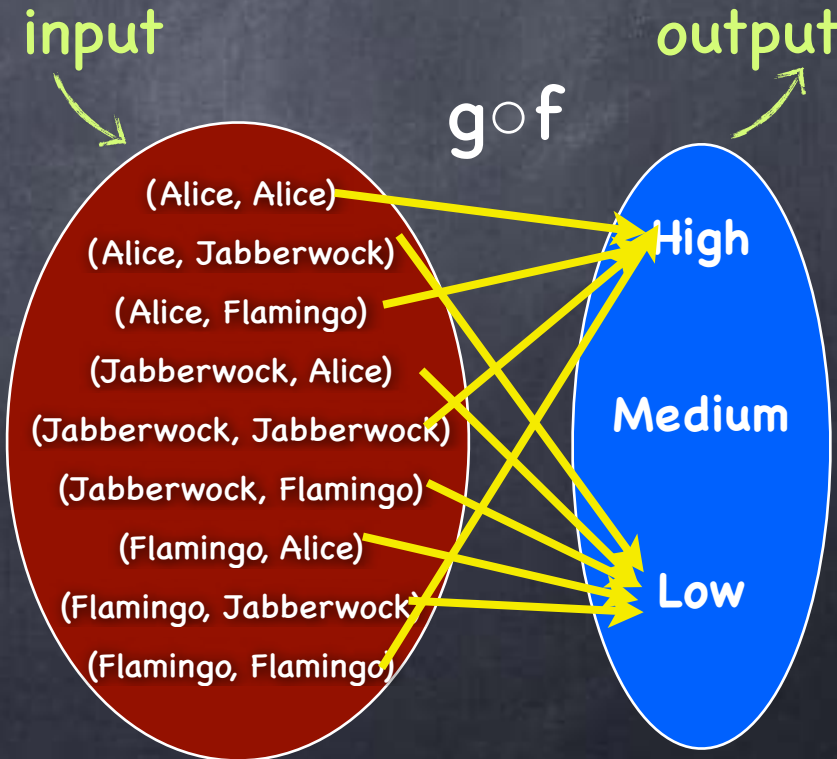 input
output
g○f
(Alice, Alice)
(Alice, Jabberwock)
(Alice, Flamingo)
(Jabberwock, Alice)
(Jabberwock, Jabberwock)
(Jabberwock, Flamingo)
(Flamingo, Alice)
(Flamingo, Jabberwock)
(Flamingo, Flamingo)
High
Medium
Low